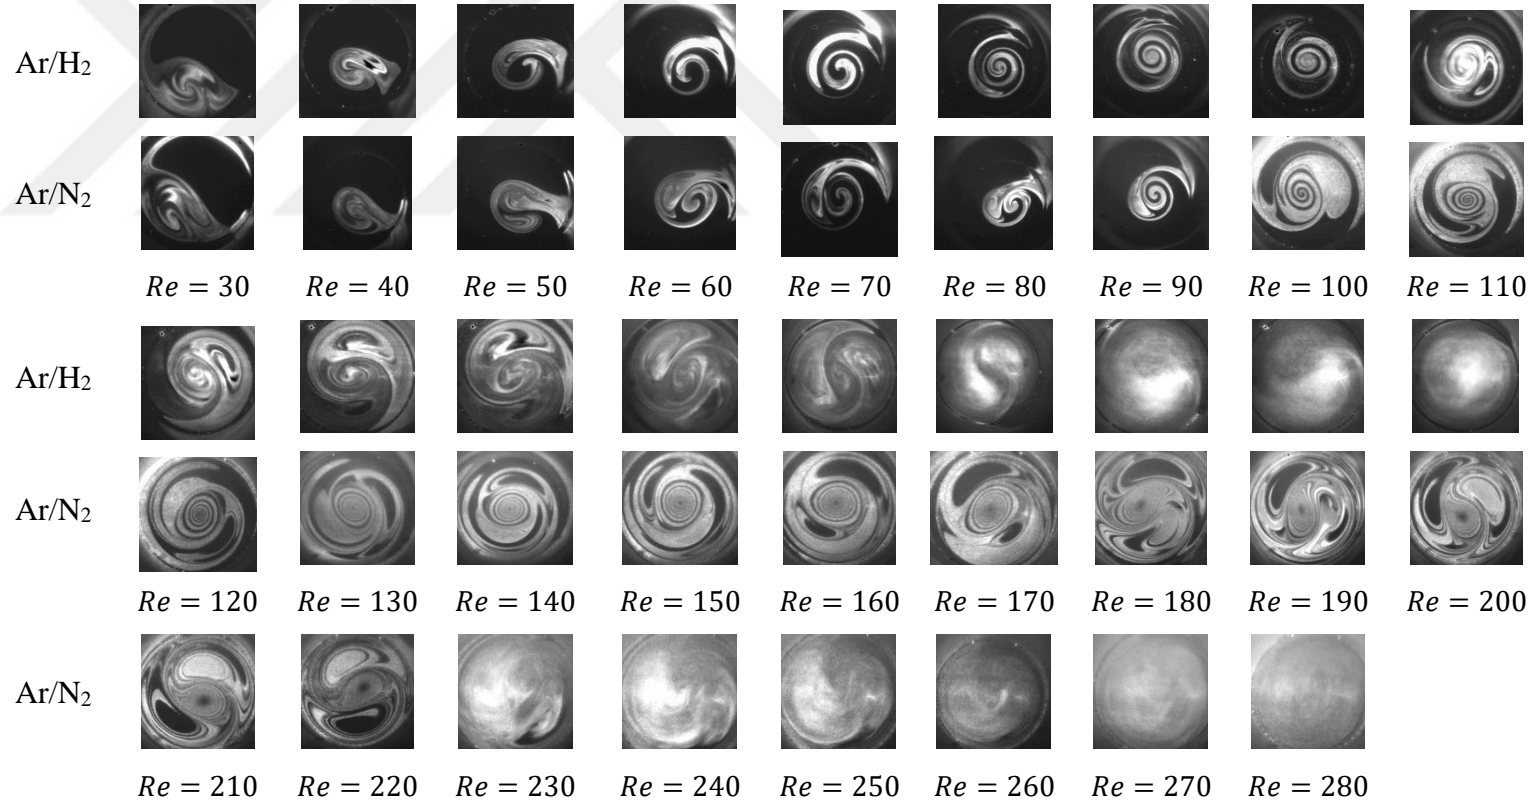 Ar/H₂
Ar/N₂
𝑅𝑒 = 30 𝑅𝑒 = 40 𝑅𝑒 = 50 𝑅𝑒 = 60 𝑅𝑒 = 70 𝑅𝑒 = 80 𝑅𝑒 = 90 𝑅𝑒 = 100 𝑅𝑒 = 110
Ar/H₂
Ar/N₂
𝑅𝑒 = 120 𝑅𝑒 = 130 𝑅𝑒 = 140 𝑅𝑒 = 150 𝑅𝑒 = 160 𝑅𝑒 = 170 𝑅𝑒 = 180 𝑅𝑒 = 190 𝑅𝑒 = 200
Ar/N₂
𝑅𝑒 = 210 𝑅𝑒 = 220 𝑅𝑒 = 230 𝑅𝑒 = 240 𝑅𝑒 = 250 𝑅𝑒 = 260 𝑅𝑒 = 270 𝑅𝑒 = 280